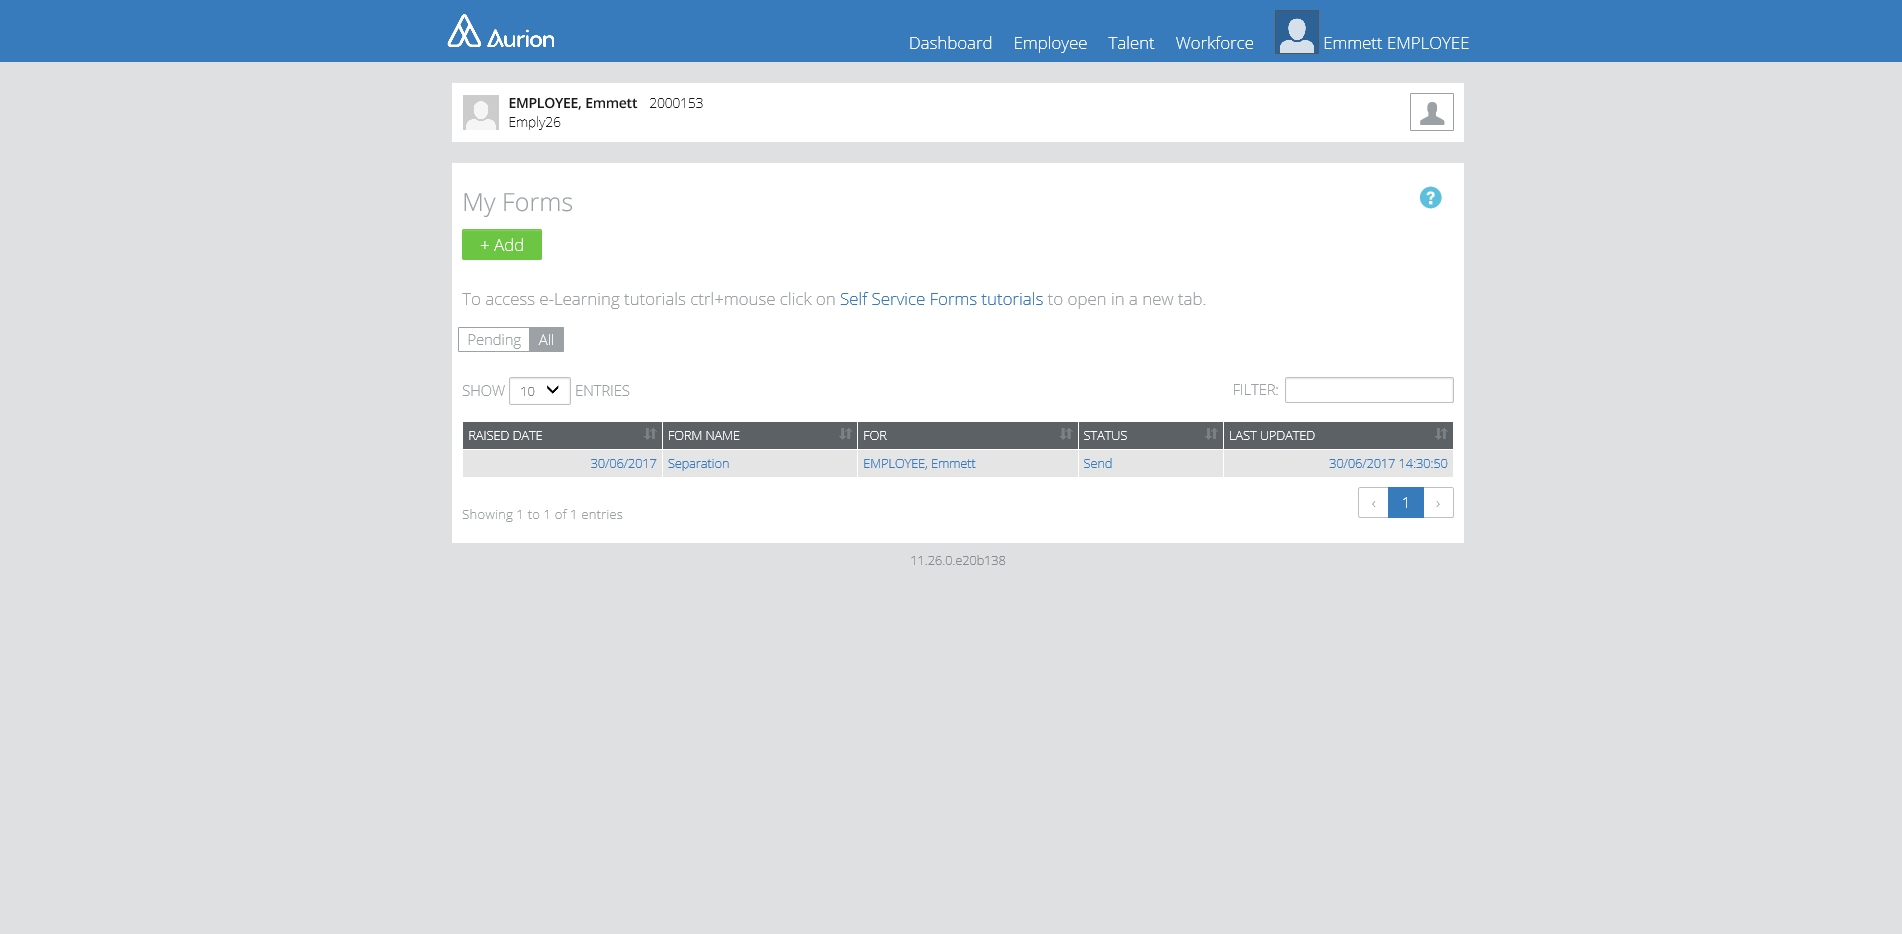 Aurion
Dashboard Employee Talent Workforce Emmett EMPLOYEE
EMPLOYEE, Emmett 2000153
Emply26
My Forms
?
+ Add
To access e-Learning tutorials ctrl+mouse click on Self Service Forms tutorials to open in a new tab.
Pending All
SHOW 10 ENTRIES FILTER:
RAISED DATE FORM NAME FOR STATUS LAST UPDATED
30/06/2017 Separation EMPLOYEE, Emmett Send 30/06/2017 14:30:50
‹ 1 ›
Showing 1 to 1 of 1 entries
11.26.0.e20b138